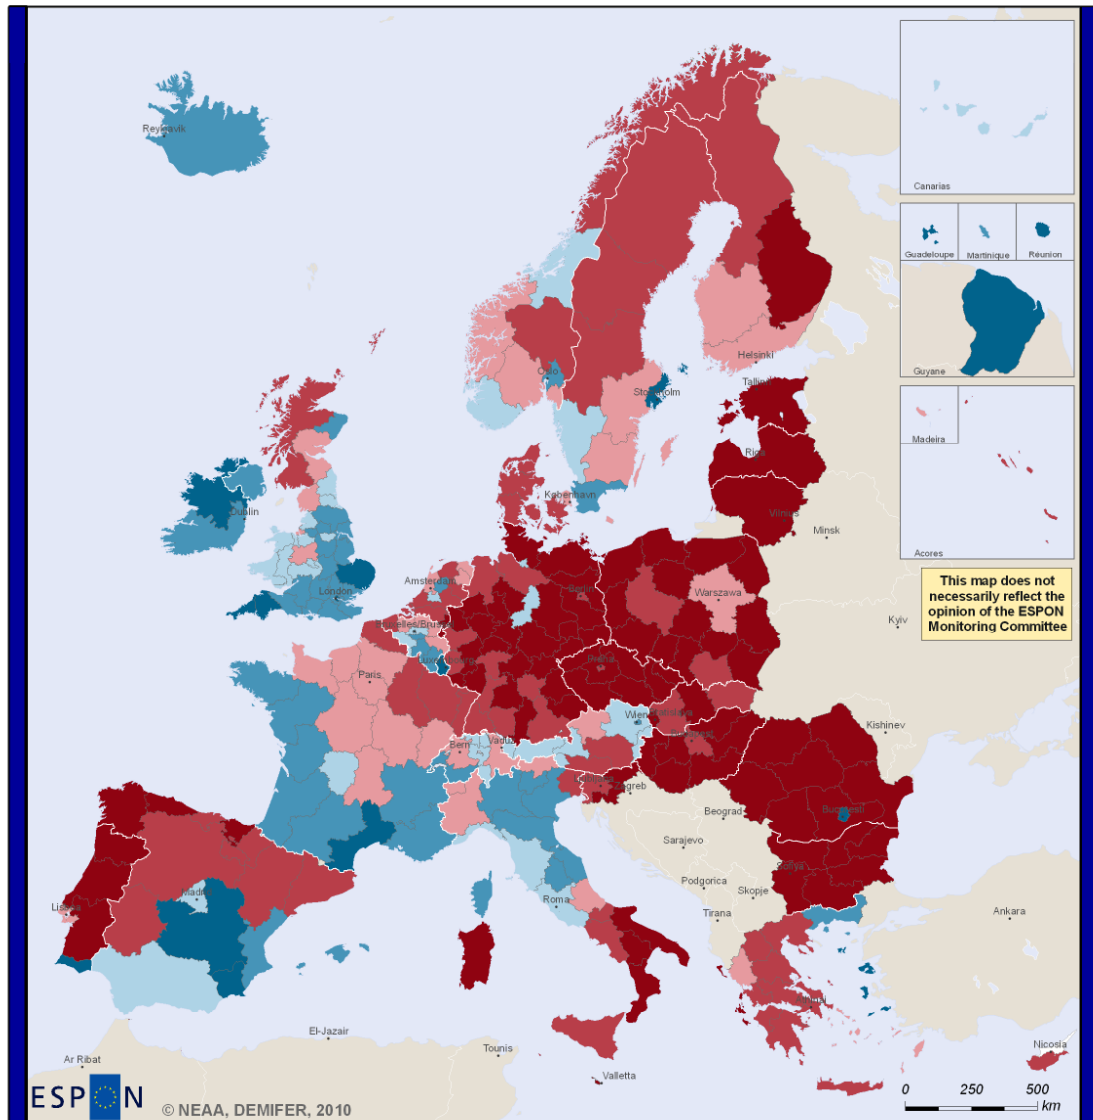 Reykjavik
Canarias
Guadeloupe
Martinique
Réunion
Guyane
Helsinki
Oslo
Tallinn
Stockholm
Madeira
Riga
København
Dublin
Vilnius
Minsk
Acores
Amsterdam
Berlin
Warszawa
London
This map does not
necessarily reflect the
opinion of the ESPON
Monitoring Committee
Bruxelles/Brussel
Kyiv
Luxembourg
Praha
Paris
Wien
Bratislava
Kishinev
Budapest
Bern
Vaduz
Zagreb
Beograd
Bucuresti
Sarajevo
Sofiya
Madrid
Podgorica
Skopje
Roma
Lisboa
Tirana
Ankara
Athinai
El-Jazair
Nicosia
Tounis
Ar Ribat
Valletta
ESPON
© NEAA, DEMIFER, 2010
0 250 500
km